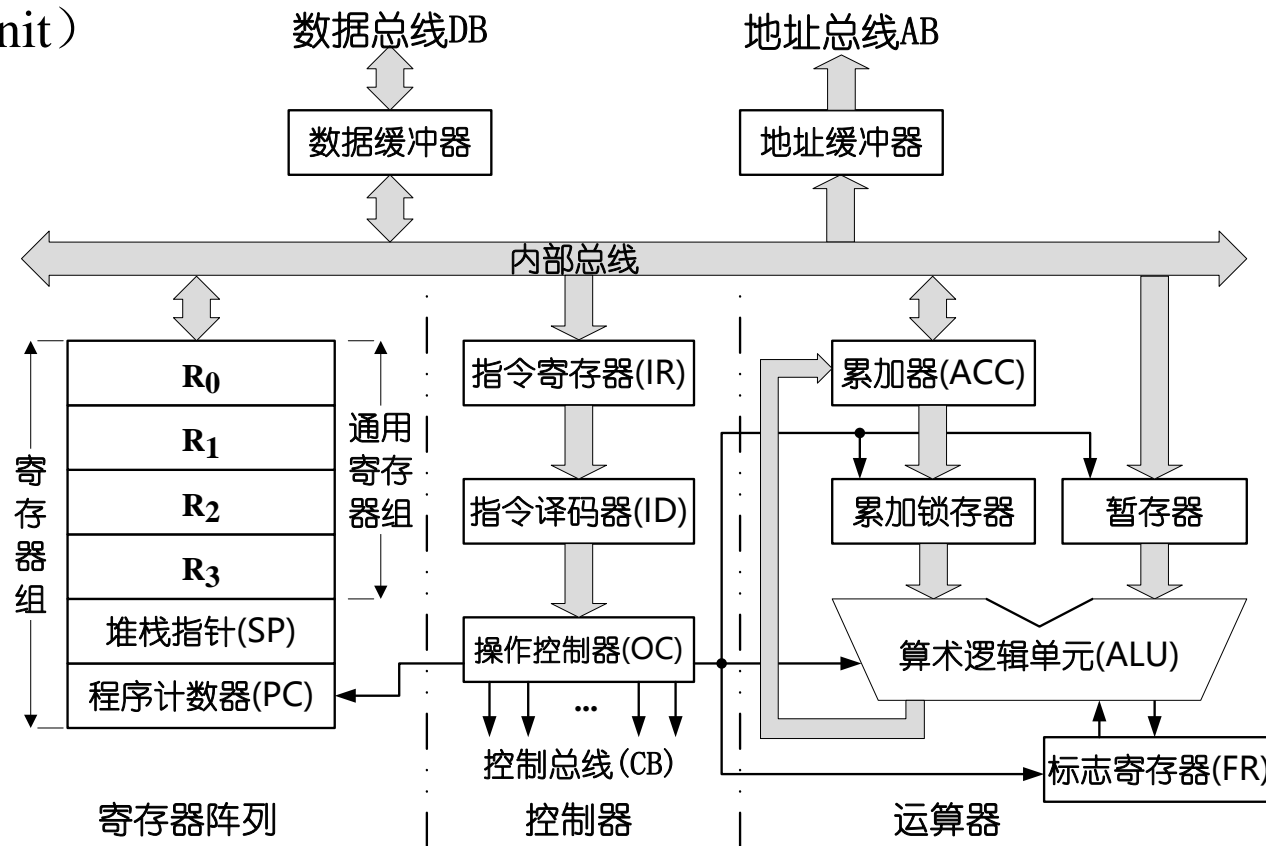 nit）
数据总线DB
地址总线AB
数据缓冲器
地址缓冲器
内部总线
寄存器组
R0
R1
R2
R3
堆栈指针(SP)
程序计数器(PC)
通用
寄存
器组
指令寄存器(IR)
指令译码器(ID)
操作控制器(OC)
...
控制总线(CB)
累加器(ACC)
累加锁存器
暂存器
算术逻辑单元(ALU)
标志寄存器(FR)
寄存器阵列
控制器
运算器